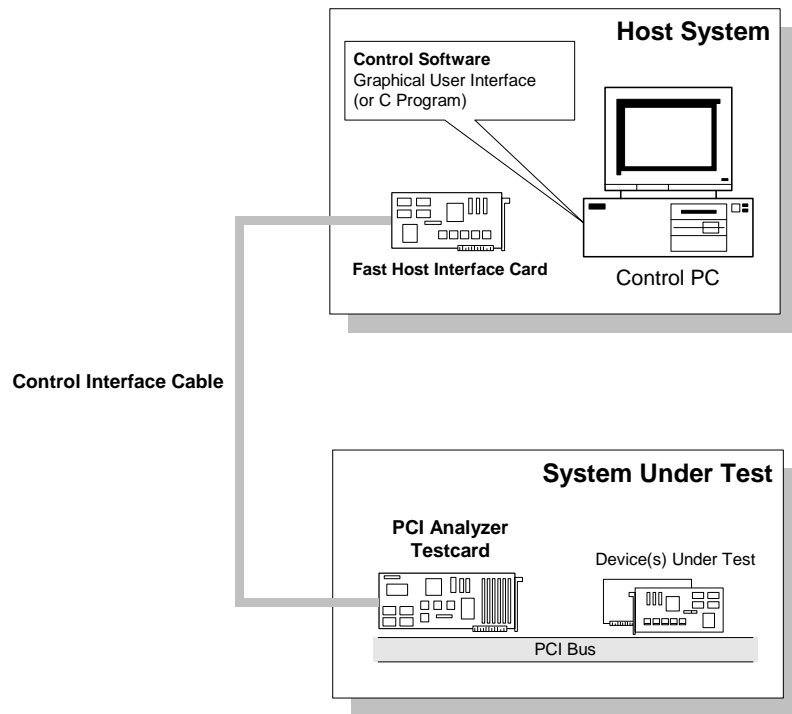 Host System
Control Software
Graphical User Interface
(or C Program)
Fast Host Interface Card
Control PC
Control Interface Cable
System Under Test
PCI Analyzer
Testcard
Device(s) Under Test
PCI Bus